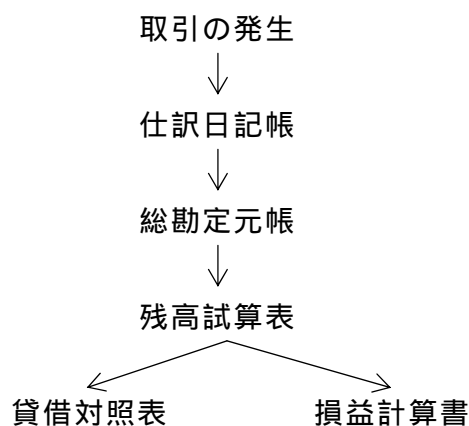 取引の発生
仕訳日記帳
総勘定元帳
残高試算表
貸借対照表
損益計算書